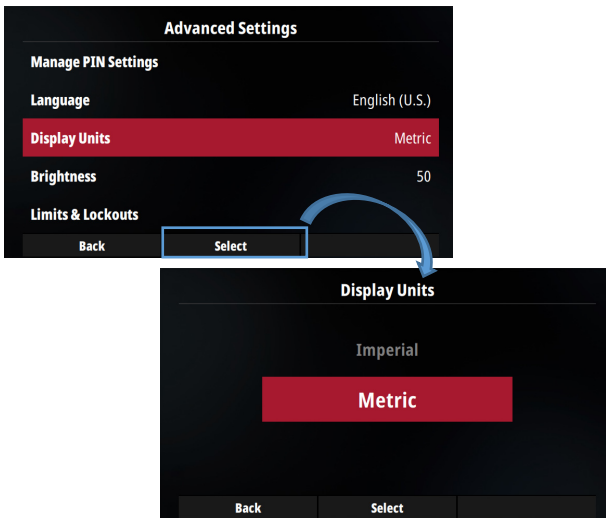 Advanced Settings
Manage PIN Settings
Language English (U.S.)
Display Units Metric
Brightness 50
Limits & Lockouts
Back Select
Display Units
Imperial
Metric
Back Select